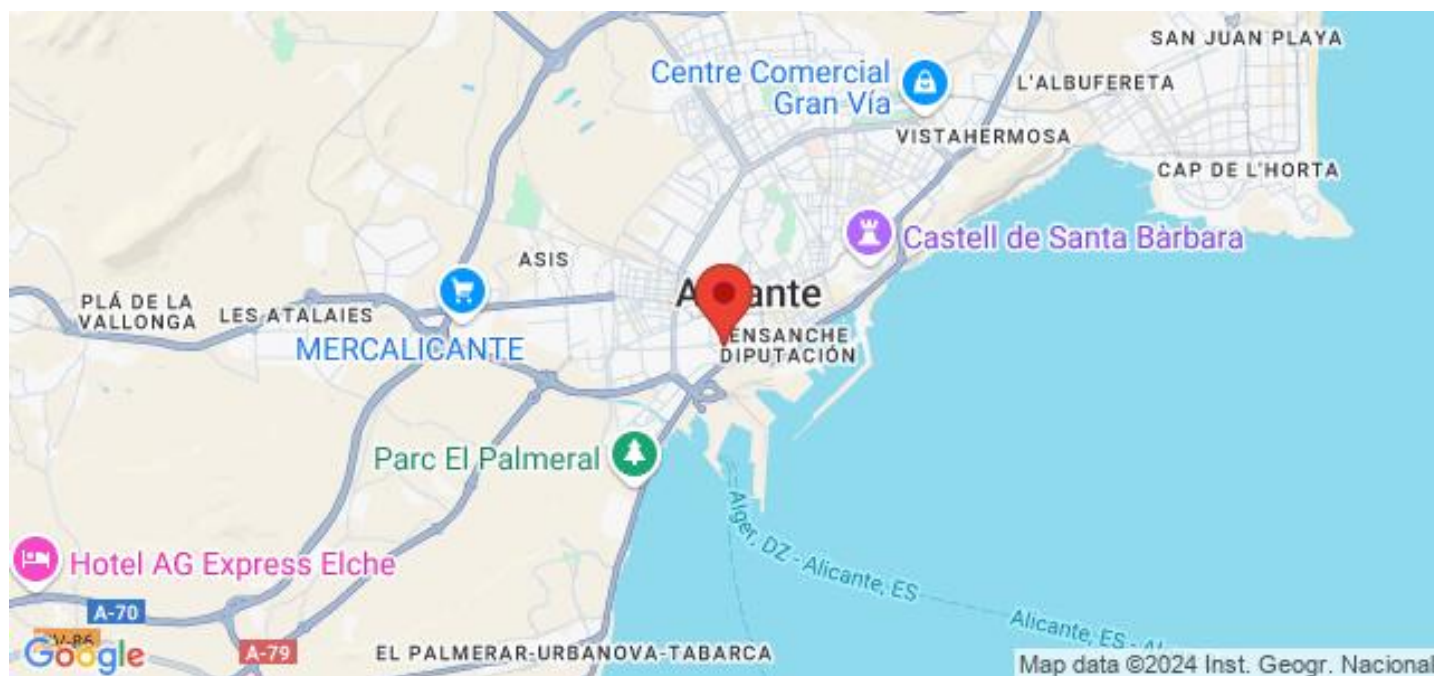 SAN JUAN PLAYA
Centre Comercial
Gran Vía
L'ALBUFERETA
VISTAHERMOSA
CAP DE L'HORTA
Castell de Santa Bàrbara
ASIS
PLÁ DE LA
VALLONGA
LES ATALAIES
MERCALICANTE
ENSANCHE
DIPUTACIÓN
Parc El Palmeral
Alger, DZ - Alicante, ES
Hotel AG Express Elche
A-70
Alicante, ES
Google
A-79
EL PALMERAR-URBANOVA-TABARCA
Map data ©2024 Inst. Geogr. Nacional